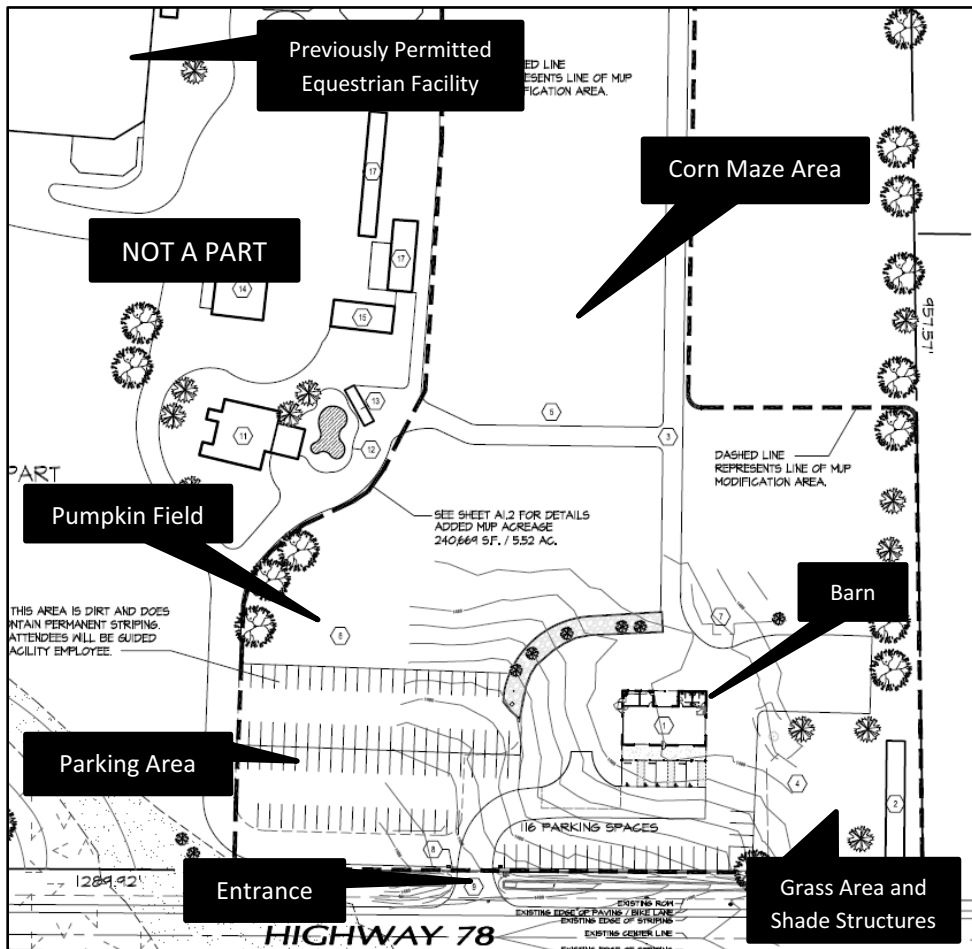 Previously Permitted
Equestrian Facility
ED LINE
ESENTS LINE OF MUP
FICATION AREA.
17
Corn Maze Area
NOT A PART
17
14
15
957.57'
13
5
11
12
3
DASHED LINE
REPRESENTS LINE OF MUP
MODIFICATION AREA.
PART
Pumpkin Field
SEE SHEET A1.2 FOR DETAILS
ADDED MUP ACREAGE
240,669 S.F. / 5.52 AC.
Barn
THIS AREA IS DIRT AND DOES
ONTAIN PERMANENT STRIPING.
ATTENDEES WILL BE GUIDED
ACILITY EMPLOYEE.
6
7
1
Parking Area
4
2
116 PARKING SPACES
8
Entrance
9
1289.92'
Grass Area and
Shade Structures
EXISTING ROW
EXISTING EDGE OF PAVING / BIKE LANE
EXISTING EDGE OF STRIPING
EXISTING CENTER LINE
HIGHWAY 78
EXISTING EDGE OF STRIPING